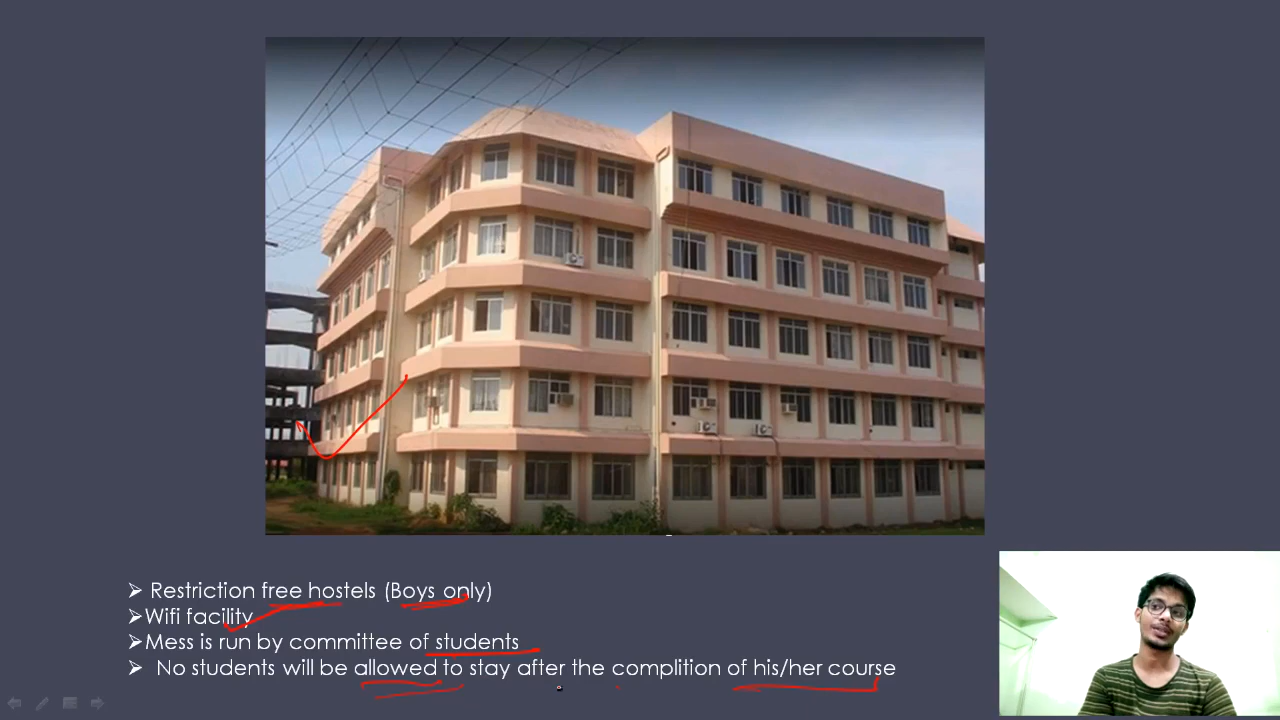 ➢ Restriction free hostels (Boys only)
➢Wifi facility
➢Mess is run by committee of students
➢ No students will be allowed to stay after the complition of his/her course